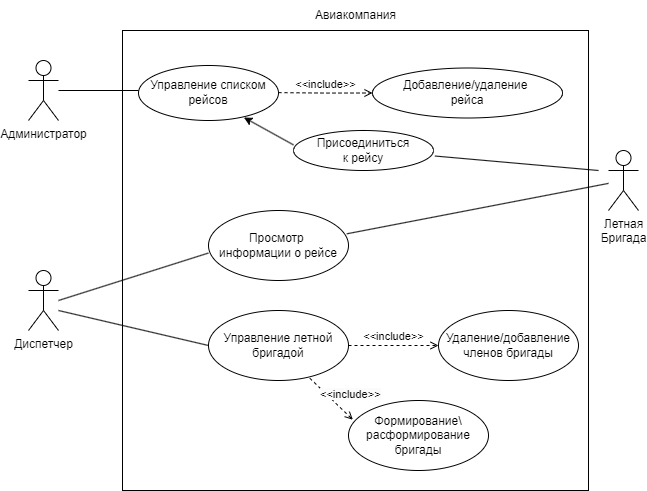 Авиакомпания
Управление списком
рейсов
<<include>>
Добавление/удаление
рейса
Администратор
Присоединиться
к рейсу
Летная
Бригада
Просмотр
информации о рейсе
Диспетчер
Управление летной
бригадой
<<include>>
Удаление/добавление
членов бригады
<<include>>
Формирование\
расформирование
бригады